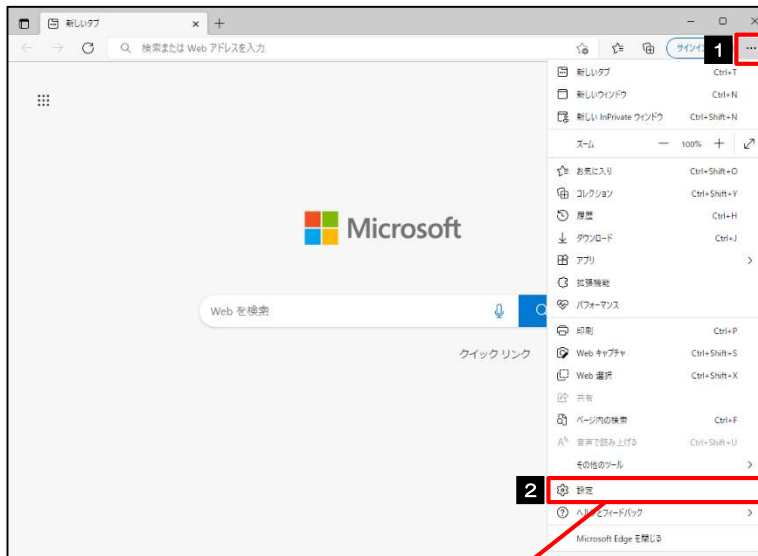 新しいタブ
検索または Web アドレスを入力
1
新しいタブ Ctrl+T
新しいウィンドウ Ctrl+N
新しい InPrivate ウィンドウ Ctrl+Shift+N
ズーム 100%
お気に入り Ctrl+Shift+O
コレクション Ctrl+Shift+Y
履歴 Ctrl+H
ダウンロード Ctrl+J
アプリ
拡張機能
パフォーマンス
Microsoft
Web を検索
クイック リンク
印刷 Ctrl+P
Web キャプチャ Ctrl+Shift+S
Web 選択 Ctrl+Shift+X
共有
ページ内の検索 Ctrl+F
音声で読み上げる Ctrl+Shift+U
その他のツール
2 設定
ヘルプとフィードバック
Microsoft Edge を閉じる